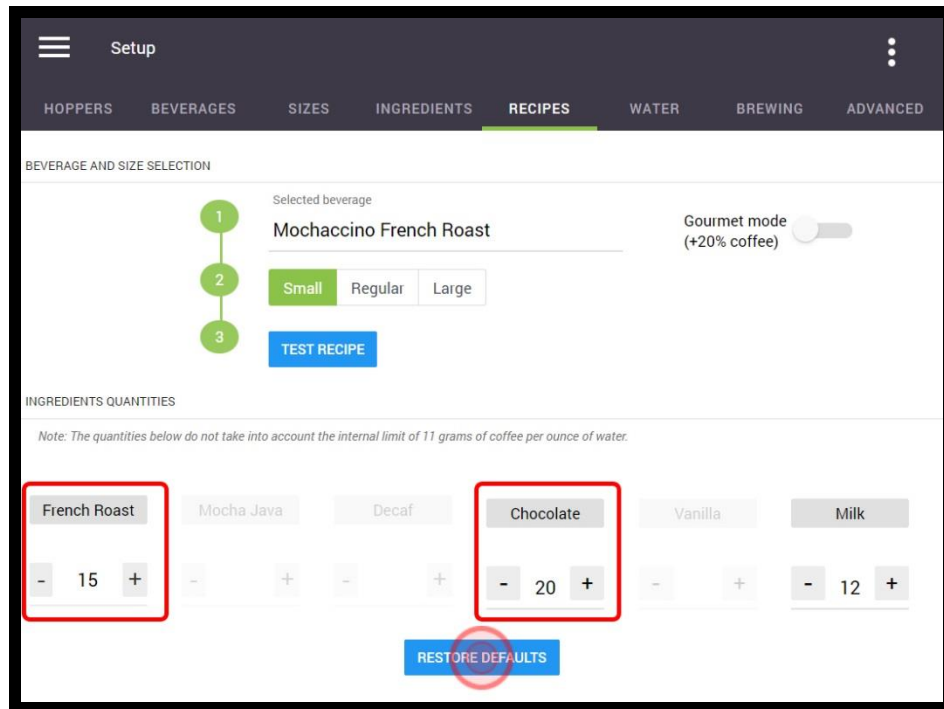 Setup
HOPPERS BEVERAGES SIZES INGREDIENTS RECIPES WATER BREWING ADVANCED
BEVERAGE AND SIZE SELECTION
1
Selected beverage
Mochaccino French Roast
Gourmet mode
(+20% coffee)
2
Small Regular Large
3
TEST RECIPE
INGREDIENTS QUANTITIES
Note: The quantities below do not take into account the internal limit of 11 grams of coffee per ounce of water.
French Roast Mocha Java Decaf Chocolate Vanilla Milk
- 15 + - + - + - 20 + - + - 12 +
RESTORE DEFAULTS